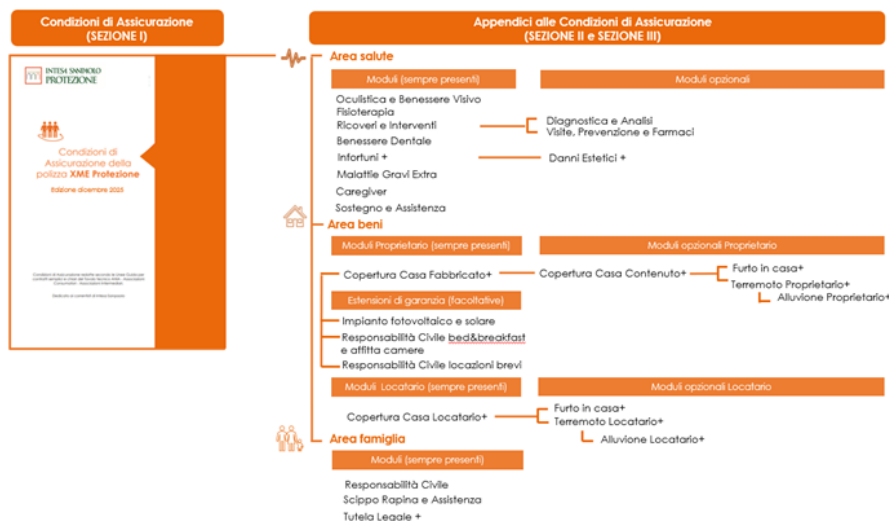 Condizioni di Assicurazione
(SEZIONE I)
Appendici alle Condizioni di Assicurazione
(SEZIONE II e SEZIONE III)
INTESA SANPAOLO
PROTEZIONE
Condizioni di
Assicurazione della
polizza XME Protezione
Edizione dicembre 2025
Area salute
Moduli (sempre presenti)
Moduli opzionali
Oculistica e Benessere Visivo
Fisioterapia
Ricoveri e Interventi
Diagnostica e Analisi
Visite, Prevenzione e Farmaci
Benessere Dentale
Infortuni +
Danni Estetici +
Malattie Gravi Extra
Caregiver
Sostegno e Assistenza
Area beni
Moduli Proprietario (sempre presenti)
Moduli opzionali Proprietario
Copertura Casa Fabbricato+
Copertura Casa Contenuto+
Furto in casa+
Terremoto Proprietario+
Alluvione Proprietario+
Estensioni di garanzia (facoltative)
Impianto fotovoltaico e solare
Responsabilità Civile bed&breakfast
e affitta camere
Responsabilità Civile locazioni brevi
Moduli Locatario (sempre presenti)
Moduli opzionali Locatario
Copertura Casa Locatario+
Furto in casa+
Terremoto Locatario+
Alluvione Locatario+
Area famiglia
Moduli (sempre presenti)
Responsabilità Civile
Scippo Rapina e Assistenza
Tutela Legale +